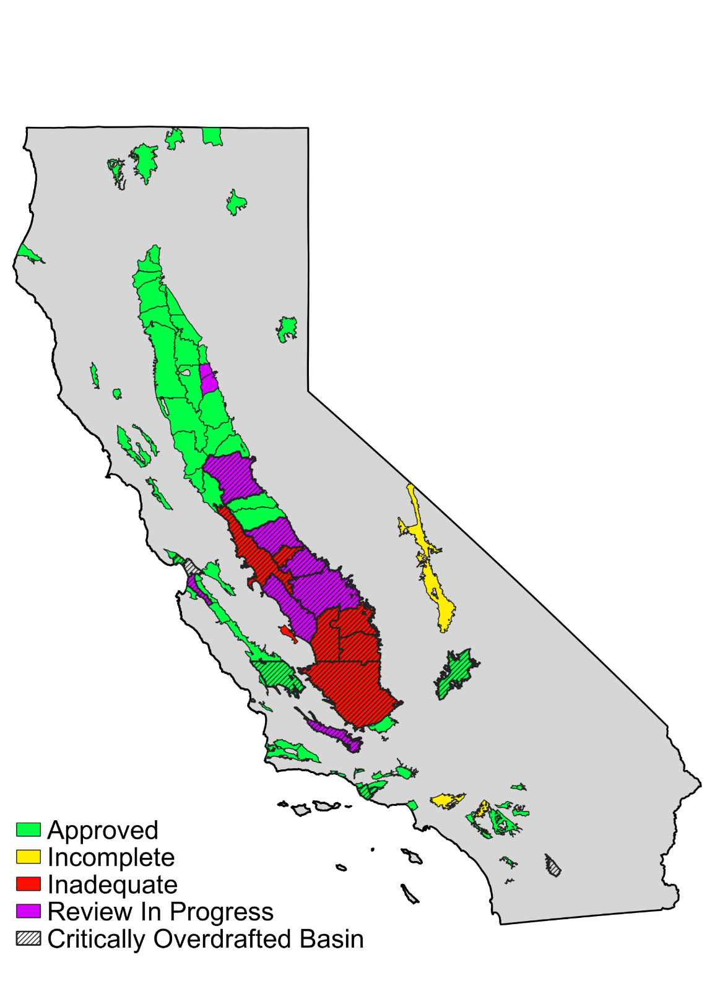 Approved
Incomplete
Inadequate
Review In Progress
Critically Overdrafted Basin